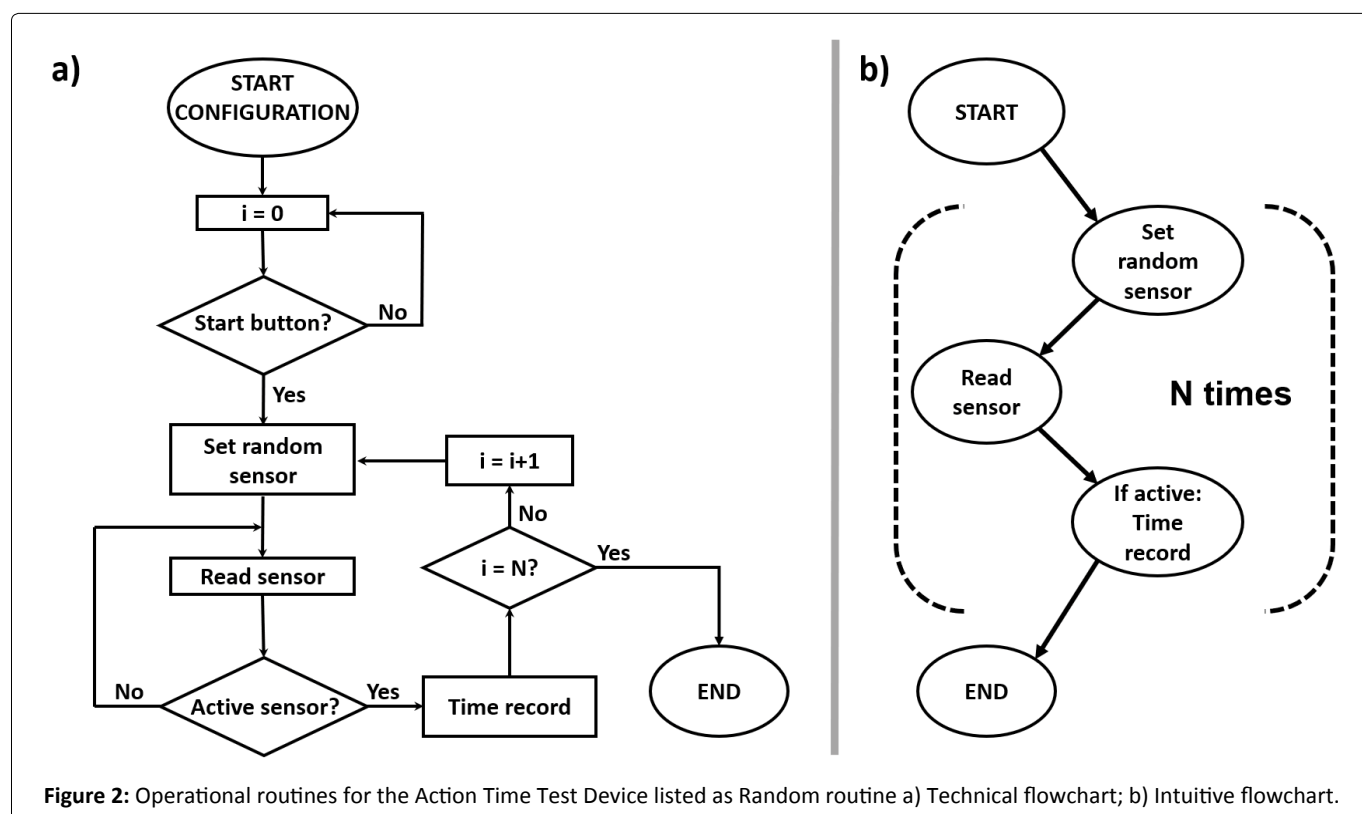 a)
START
CONFIGURATION
i = 0
Start button?
No
Yes
Set random
sensor
i = i+1
No
Read sensor
i = N?
Yes
No
Active sensor?
Yes
Time record
END
b)
START
Set
random
sensor
Read
sensor
N times
If active:
Time
record
END
Figure 2: Operational routines for the Action Time Test Device listed as Random routine a) Technical flowchart; b) Intuitive flowchart.